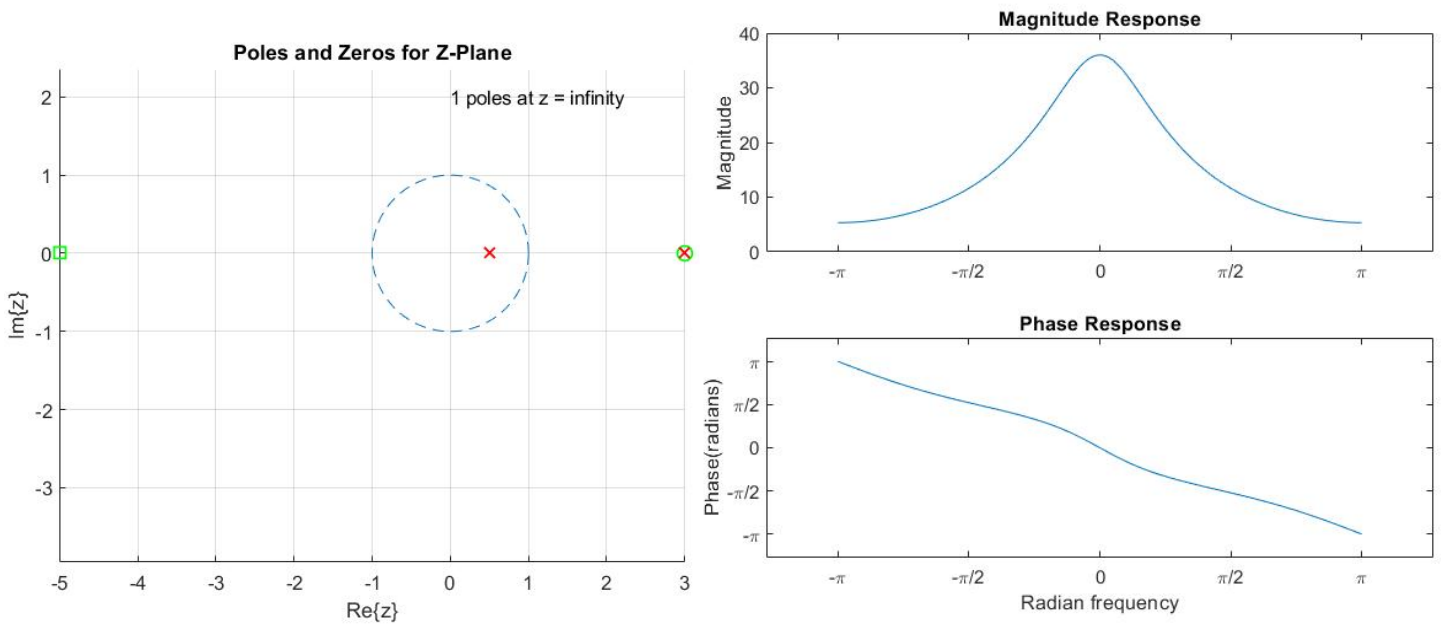 Poles and Zeros for Z-Plane
1 poles at z = infinity
2
1
0
-1
-2
-3
Im{z}
-5
-4
-3
-2
-1
0
1
2
3
Re{z}
Magnitude Response
40
30
20
10
0
Magnitude
-π
-π/2
0
π/2
π
Phase Response
π
π/2
0
-π/2
-π
Phase(radians)
-π
-π/2
0
π/2
π
Radian frequency